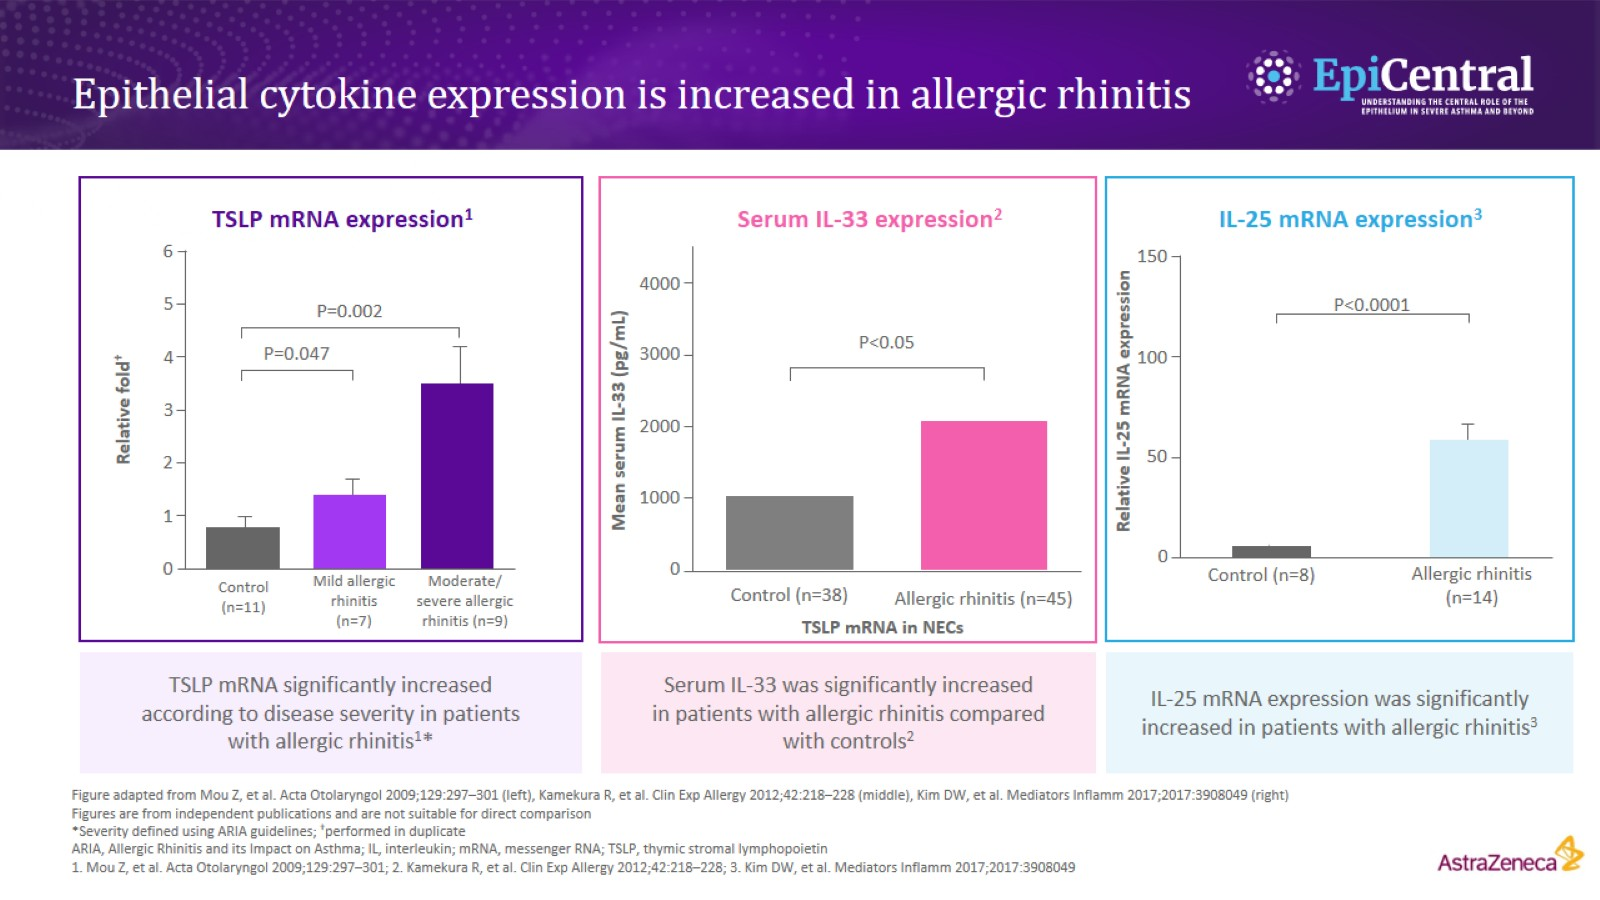 Epithelial cytokine expression is increased in allergic rhinitis
EpiCentral
UNDERSTANDING THE CENTRAL ROLE OF THE
EPITHELIUM IN SEVERE ASTHMA AND BEYOND
TSLP mRNA expression¹
Relative fold†
6
5
4
3
2
1
0
P=0.002
P=0.047
Control
(n=11)
Mild allergic
rhinitis
(n=7)
Moderate/
severe allergic
rhinitis (n=9)
Serum IL-33 expression²
Mean serum IL-33 (pg/mL)
4000
3000
2000
1000
0
P<0.05
Control (n=38)
Allergic rhinitis (n=45)
TSLP mRNA in NECs
IL-25 mRNA expression³
Relative IL-25 mRNA expression
150
100
50
0
P<0.0001
Control (n=8)
Allergic rhinitis
(n=14)
TSLP mRNA significantly increased
according to disease severity in patients
with allergic rhinitis¹*
Serum IL-33 was significantly increased
in patients with allergic rhinitis compared
with controls²
IL-25 mRNA expression was significantly
increased in patients with allergic rhinitis³
Figure adapted from Mou Z, et al. Acta Otolaryngol 2009;129:297–301 (left), Kamekura R, et al. Clin Exp Allergy 2012;42:218–228 (middle), Kim DW, et al. Mediators Inflamm 2017;2017:3908049 (right)
Figures are from independent publications and are not suitable for direct comparison
*Severity defined using ARIA guidelines; †performed in duplicate
ARIA, Allergic Rhinitis and its Impact on Asthma; IL, interleukin; mRNA, messenger RNA; TSLP, thymic stromal lymphopoietin
1. Mou Z, et al. Acta Otolaryngol 2009;129:297–301; 2. Kamekura R, et al. Clin Exp Allergy 2012;42:218–228; 3. Kim DW, et al. Mediators Inflamm 2017;2017:3908049
AstraZeneca